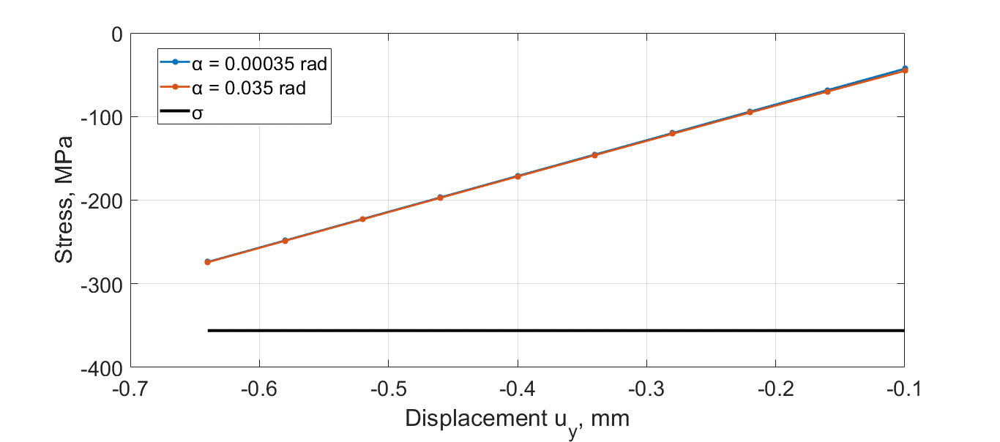 0
-100
-200
-300
-400
-0.7 -0.6 -0.5 -0.4 -0.3 -0.2 -0.1
Stress, MPa
Displacement u_y, mm
α = 0.00035 rad
α = 0.035 rad
σ